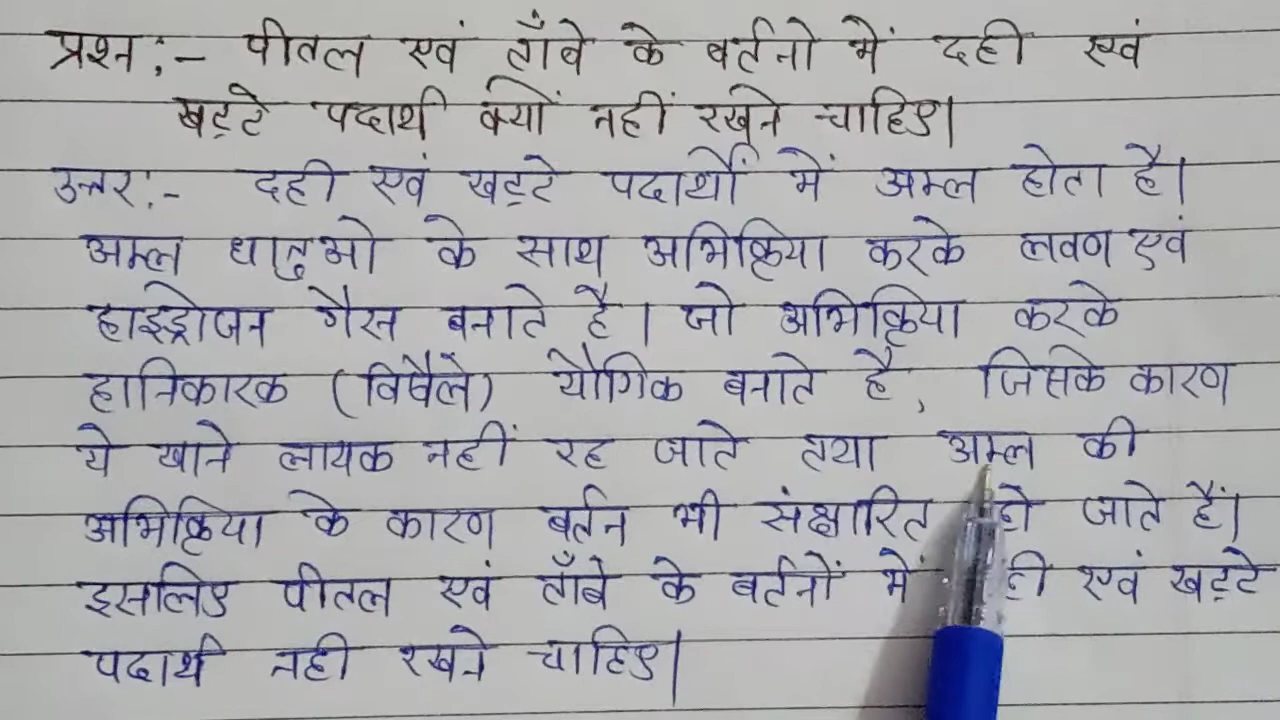 प्रश्न :- पीतल एवं ताँबे के बर्तनो में दही एवं
खट्टे पदार्थ क्यों नहीं रखने चाहिए।
उत्तर :- दही एवं खट्टे पदार्थों में अम्ल होता है।
अम्ल धातुओ के साथ अभिक्रिया करके लवण एवं
हाइड्रोजन गैस बनाते है। जो अभिक्रिया करके
हानिकारक (विषैले) यौगिक बनाते है, जिसके कारण
ये खाने लायक नहीं रह जाते तथा अम्ल की
अभिक्रिया के कारण बर्तन भी संक्षारित हो जाते हैं।
इसलिए पीतल एवं ताँबे के बर्तनों में ही एवं खट्टे
पदार्थ नही रखने चाहिए।